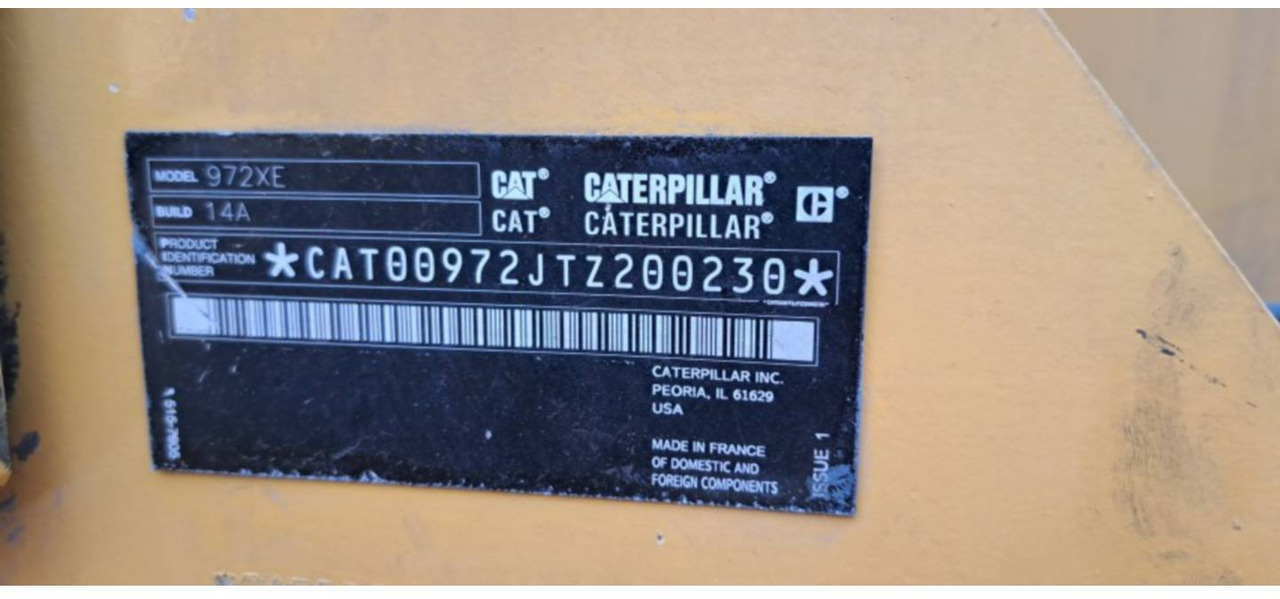 MODEL 972XE
BUILD 14A
CAT® CATERPILLAR® C®
CAT® CATERPILLAR®
PRODUCT
IDENTIFICATION
NUMBER
*CAT00972JTZ200230*
CATERPILLAR INC.
PEORIA, IL 61629
USA
MADE IN FRANCE
OF DOMESTIC AND
FOREIGN COMPONENTS
ISSUE 1